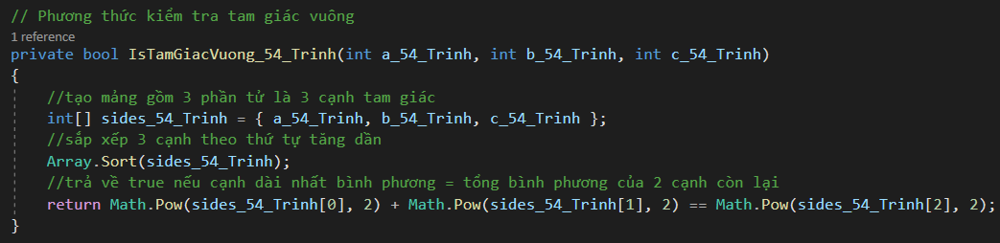 // Phương thức kiểm tra tam giác vuông
1 reference
private bool IsTamGiacVuong_54_Trinh(int a_54_Trinh, int b_54_Trinh, int c_54_Trinh)
{
//tạo mảng gồm 3 phần tử là 3 cạnh tam giác
int[] sides_54_Trinh = { a_54_Trinh, b_54_Trinh, c_54_Trinh };
//sắp xếp 3 cạnh theo thứ tự tăng dần
Array.Sort(sides_54_Trinh);
//trả về true nếu cạnh dài nhất bình phương = tổng bình phương của 2 cạnh còn lại
return Math.Pow(sides_54_Trinh[0], 2) + Math.Pow(sides_54_Trinh[1], 2) == Math.Pow(sides_54_Trinh[2], 2);
}